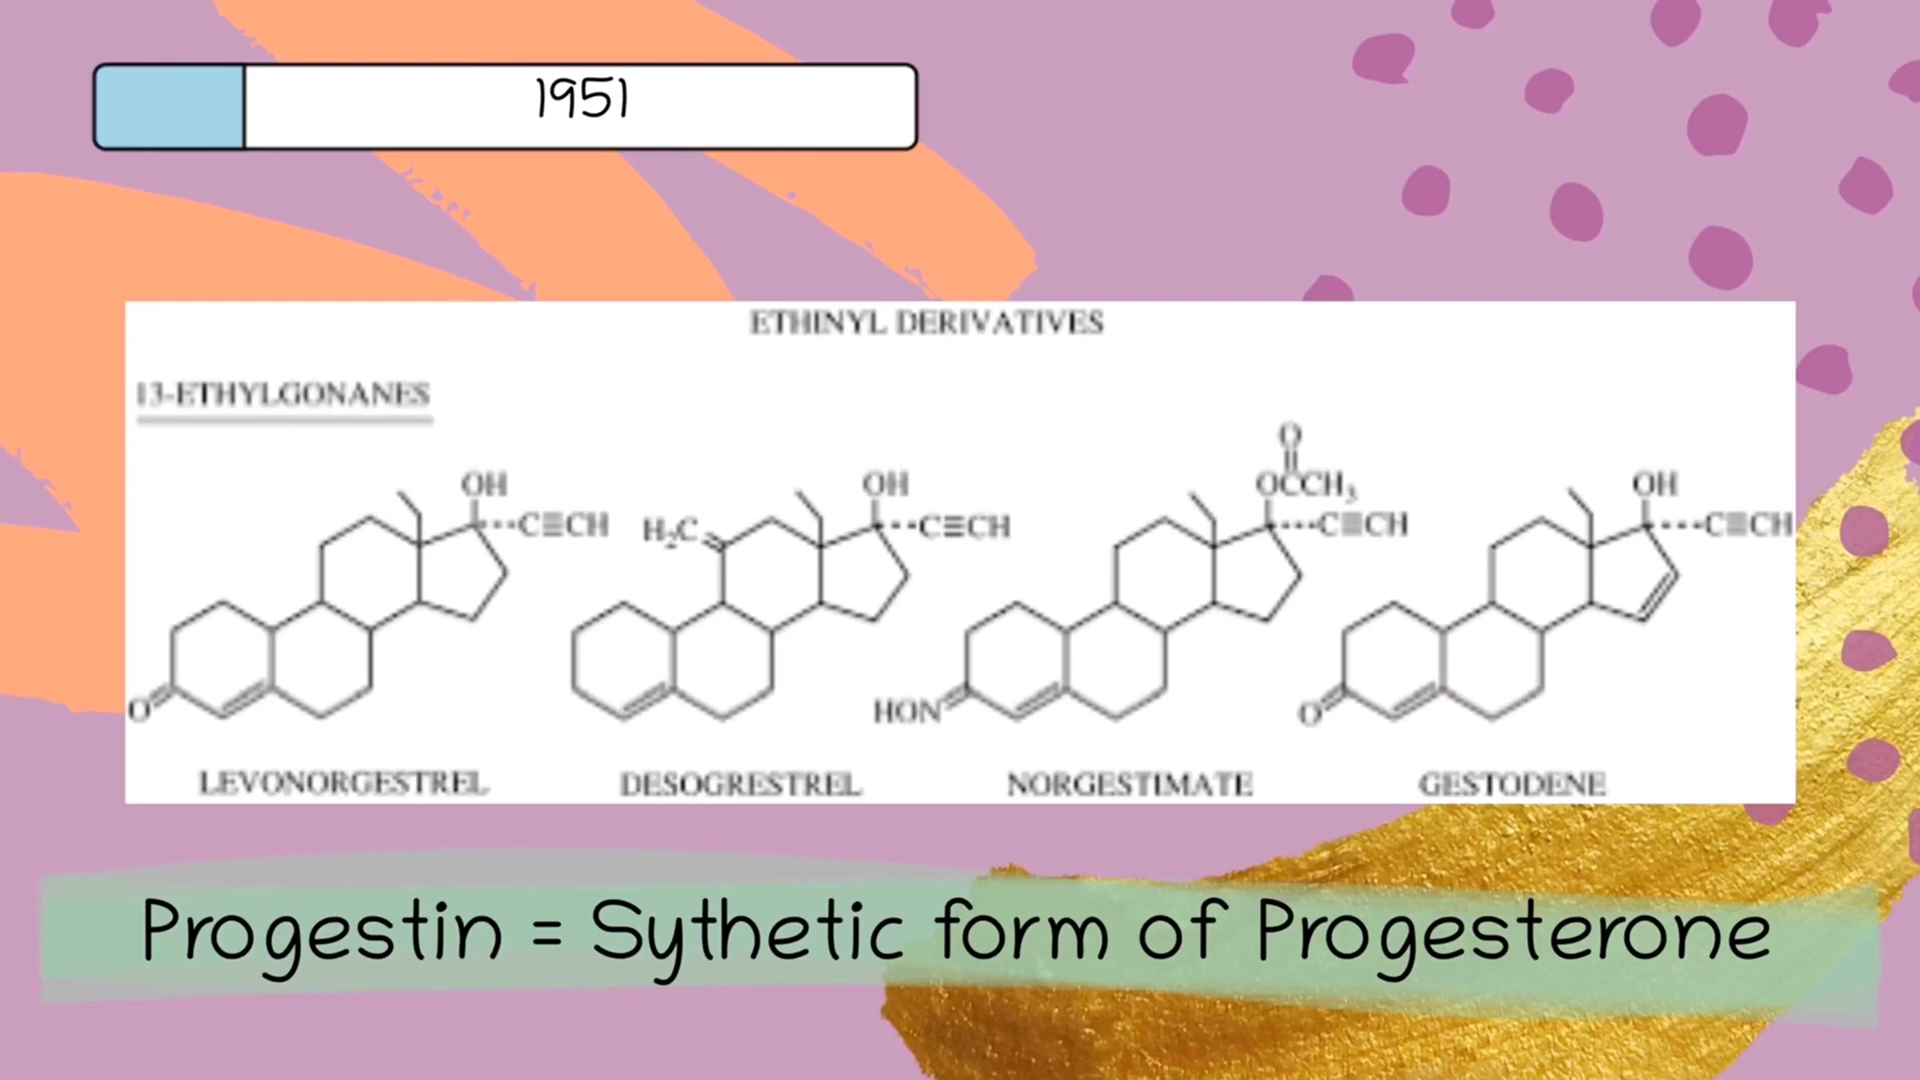 1951
ETHINYL DERIVATIVES
13-ETHYLGONANES
OH
C≡CH
O
LEVONORGESTREL
OH
H₂C
C≡CH
DESOGRESTREL
O
OCCH₃
C≡CH
HON
NORGESTIMATE
OH
C≡CH
O
GESTODENE
Progestin = Sythetic form of Progesterone